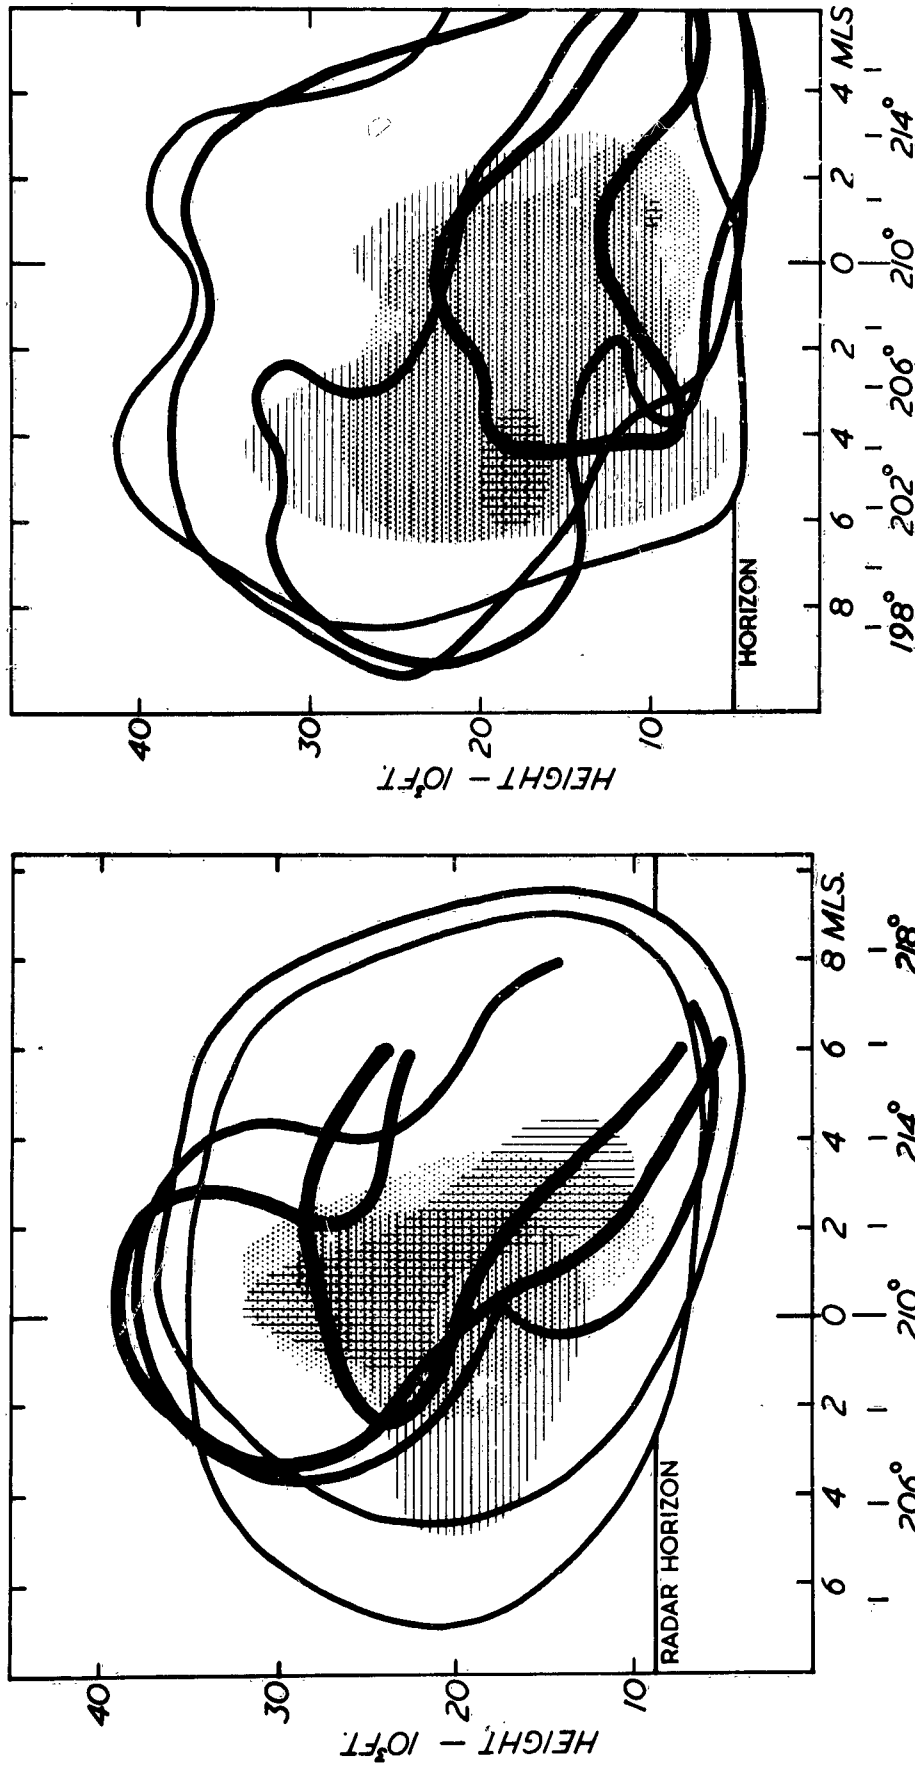 HEIGHT – 10³FT.
40
30
20
10
RADAR HORIZON
6 4 2 0 2 4 6 8 MLS.
206° 210° 214° 218°
HEIGHT – 10³FT.
40
30
20
10
HORIZON
8 6 4 2 0 2 4 MLS
198° 202° 206° 210° 214°